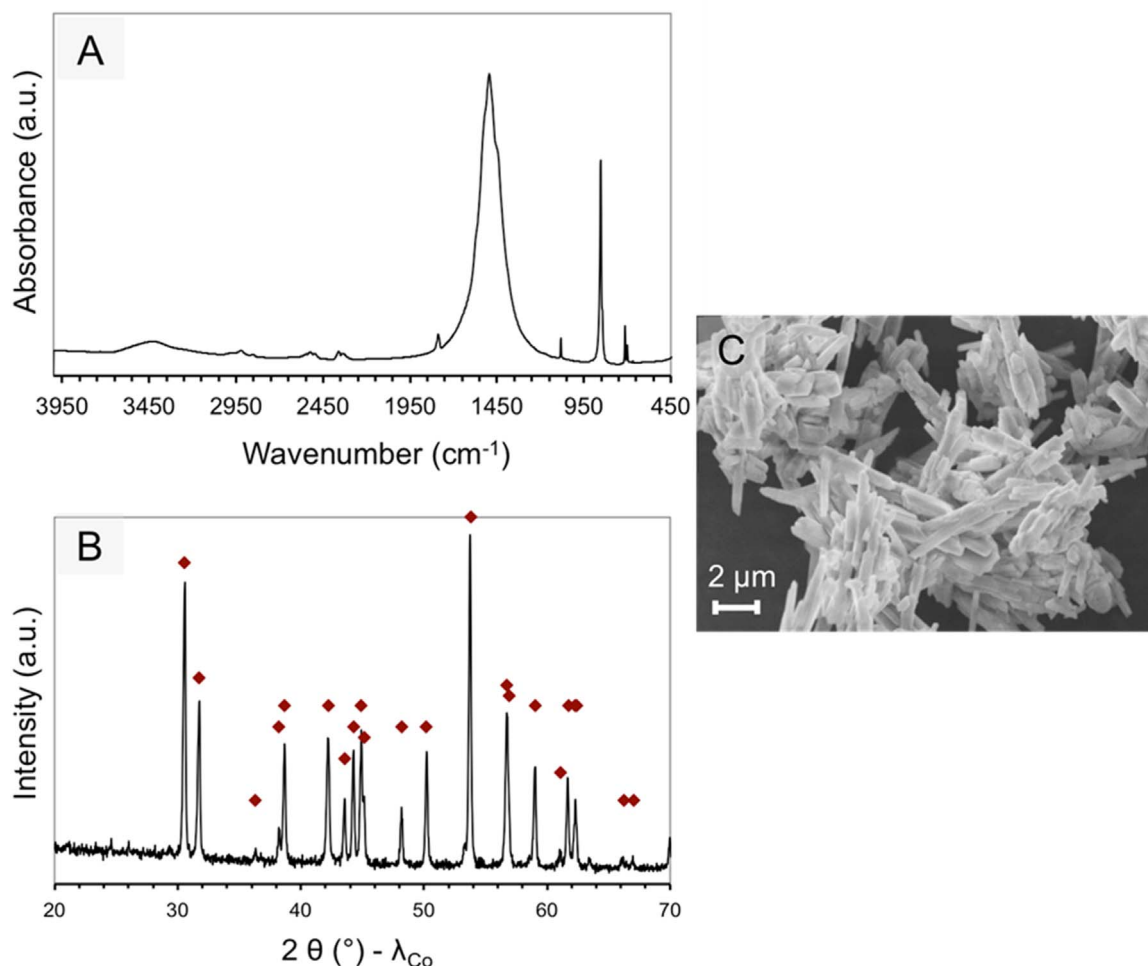 A
Absorbance (a.u.)
3950 3450 2950 2450 1950 1450 950 450
Wavenumber (cm-1)
B
Intensity (a.u.)
20 30 40 50 60 70
2 θ (°) - λCo
C
2 µm